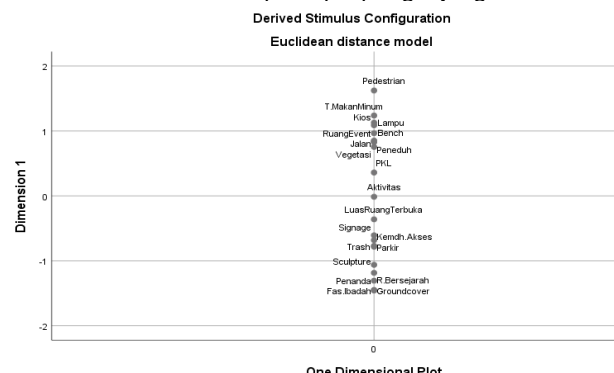 Derived Stimulus Configuration
Euclidean distance model
2
Pedestrian
T.MakanMinum
Kios
Lampu
1
RuangEvent
Bench
Jalan
Peneduh
Vegetasi
PKL
Aktivitas
0
LuasRuangTerbuka
Signage
Kemdh.Akses
Trash
Parkir
-1
Sculpture
Penanda
R.Bersejarah
Fas.Ibadah
Groundcover
-2
0
Dimension 1
One Dimensional Plot